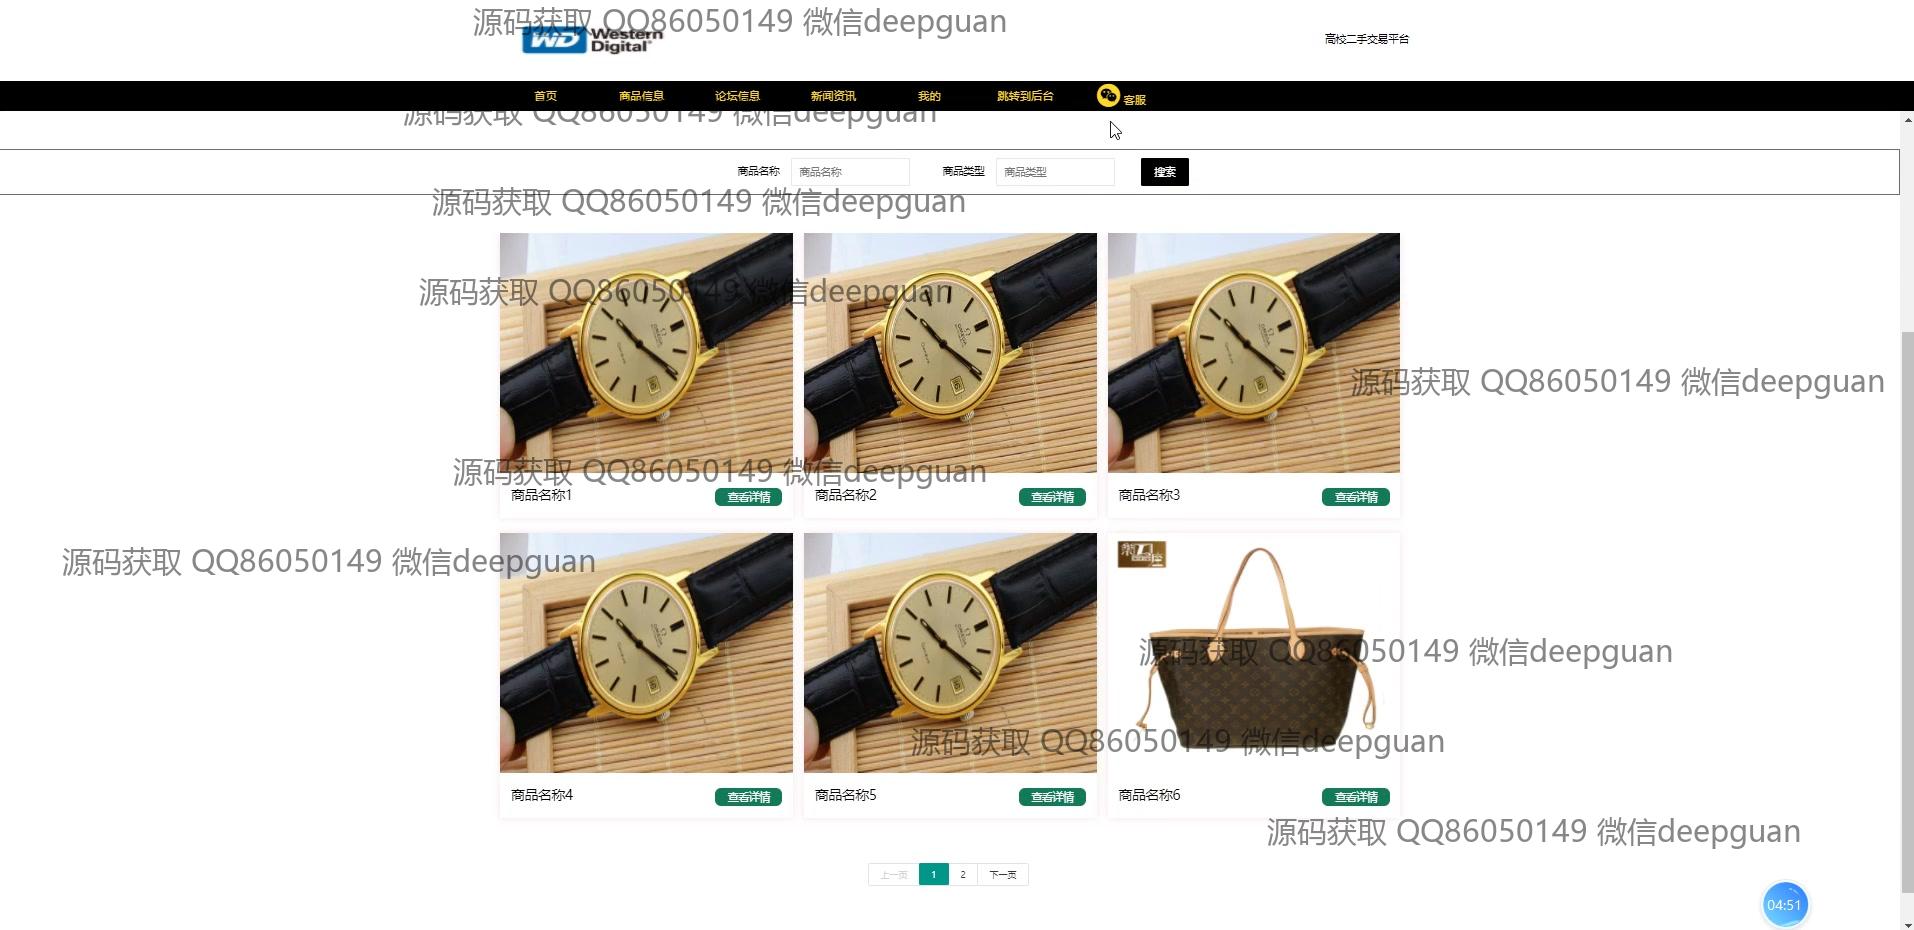 源码获取 QQ86050149 微信deepguan
WD Western Digital
高校二手交易平台
首页 商品信息 论坛信息 新闻资讯 我的 跳转到后台 客服
源码获取 QQ86050149 微信deepguan
商品名称 商品名称 商品类型 商品类型 搜索
源码获取 QQ86050149 微信deepguan
源码获取 QQ86050149 微信deepguan
源码获取 QQ86050149 微信deepguan
源码获取 QQ86050149 微信deepguan
商品名称1 查看详情 商品名称2 查看详情 商品名称3 查看详情
源码获取 QQ86050149 微信deepguan
源码获取 QQ86050149 微信deepguan
源码获取 QQ86050149 微信deepguan
商品名称4 查看详情 商品名称5 查看详情 商品名称6 查看详情
源码获取 QQ86050149 微信deepguan
上一页 1 2 下一页
04:51